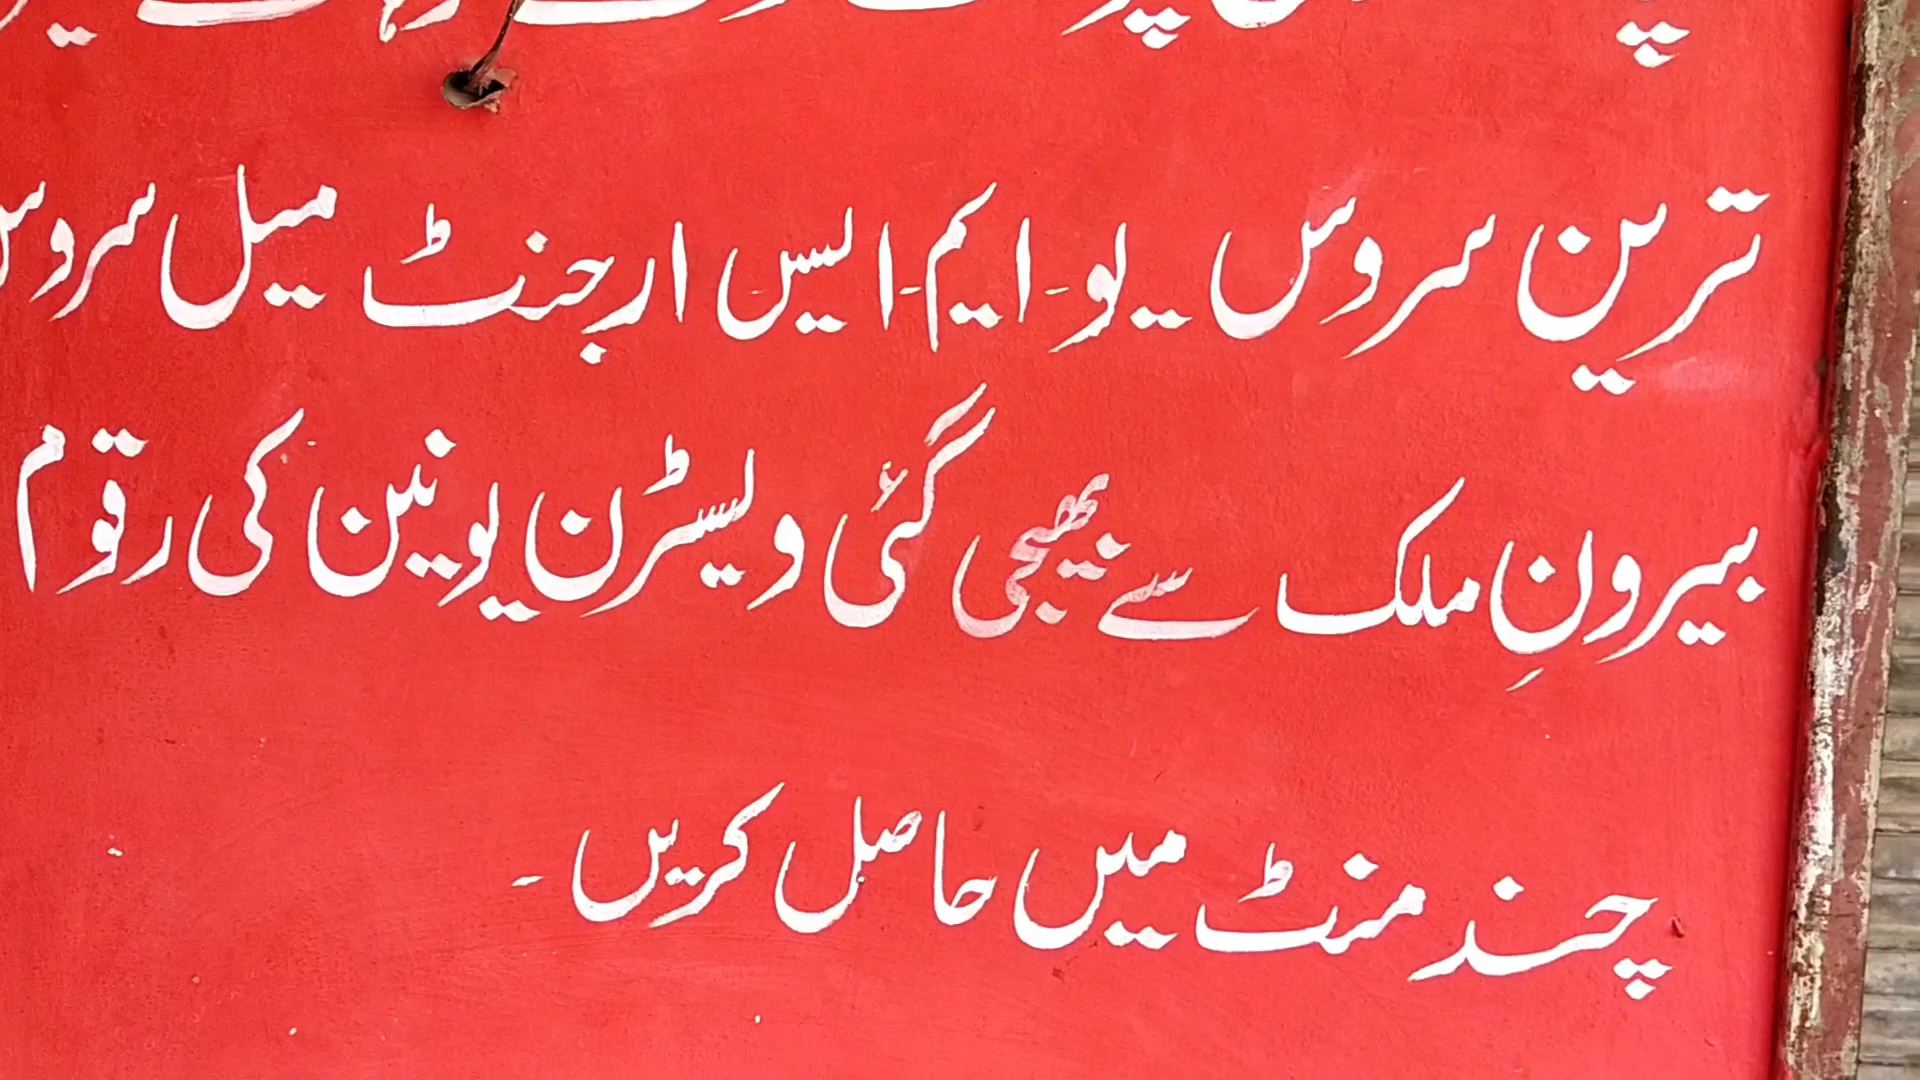 ترین سروس ۔ یو۔ ایم۔ ایس ارجنٹ میل سروس
بیرونِ ملک سے بھیجی گئی ویسٹرن یونین کی رقوم
چند منٹ میں حاصل کریں ۔